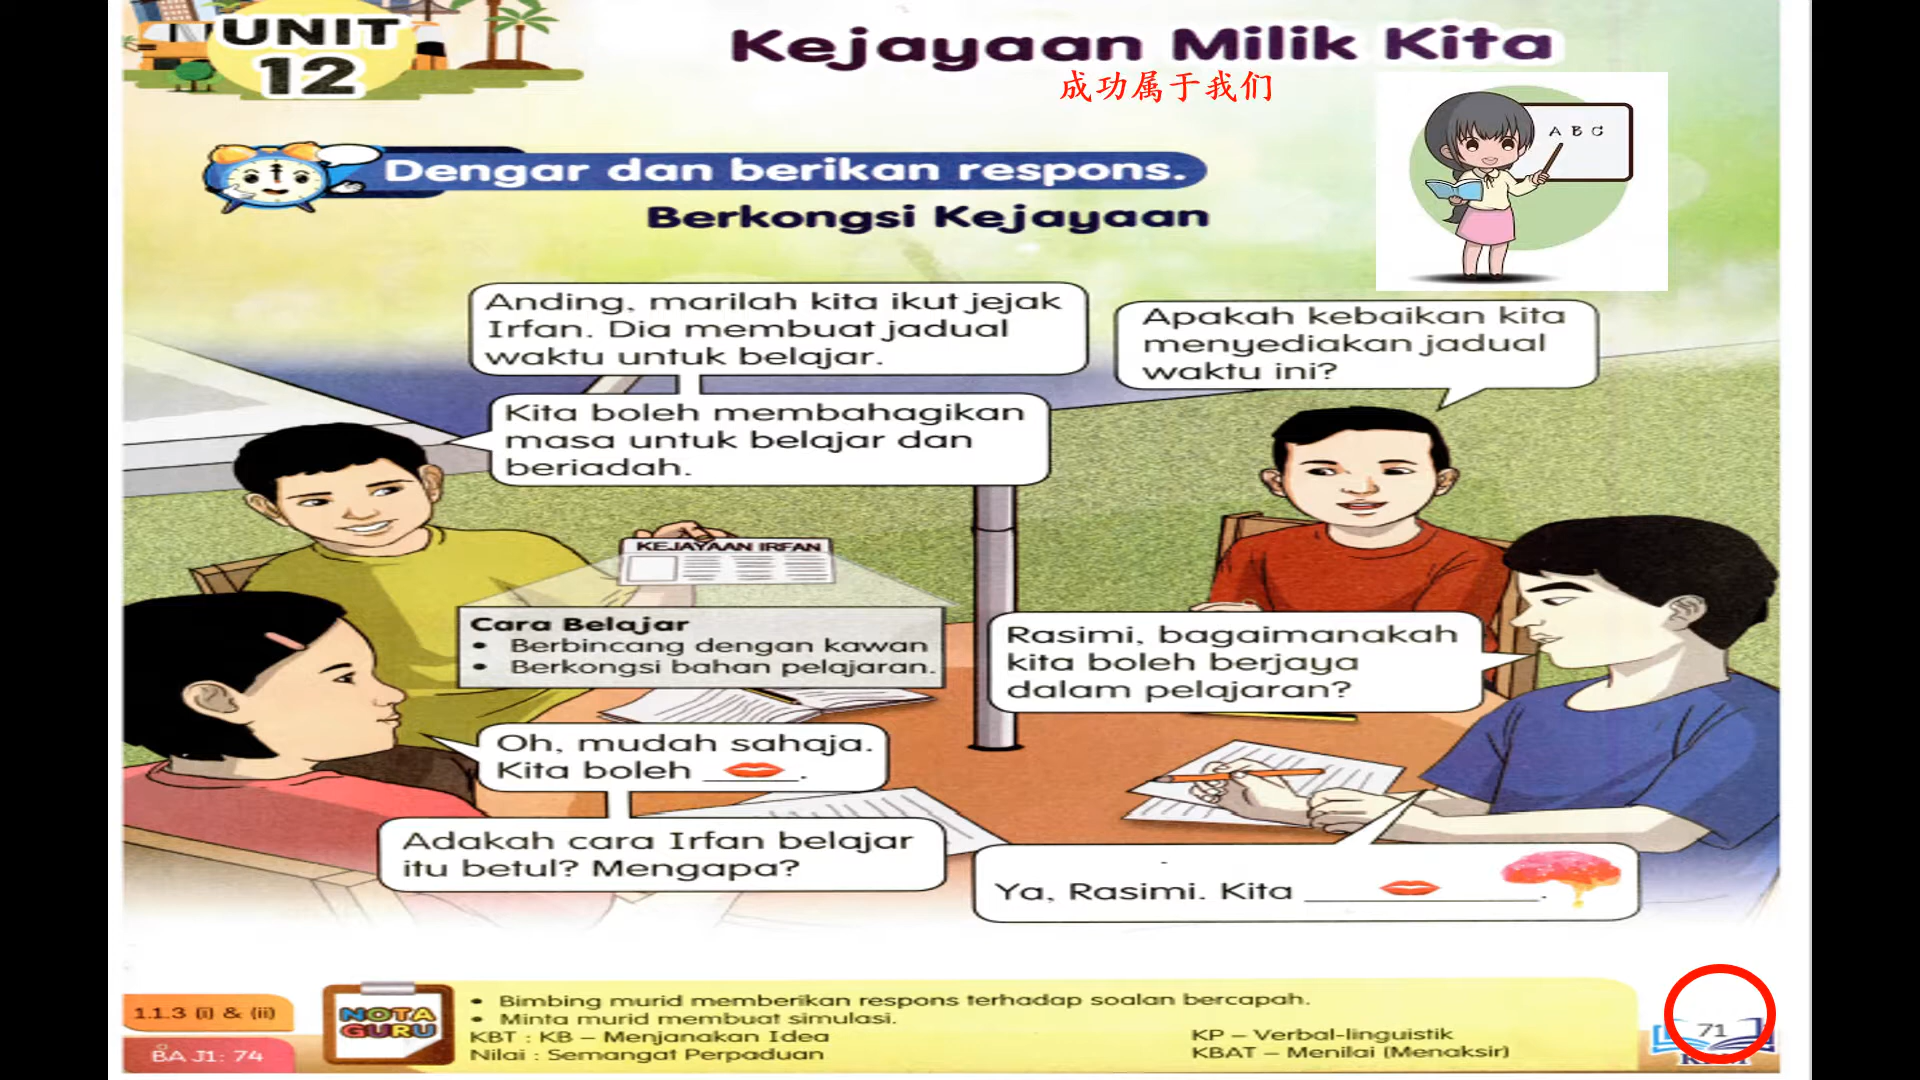 UNIT
12
Kejayaan Milik Kita
成功属于我们
A B C
Dengar dan berikan respons.
Berkongsi Kejayaan
Anding, marilah kita ikut jejak
Irfan. Dia membuat jadual
waktu untuk belajar.
Kita boleh membahagikan
masa untuk belajar dan
beriadah.
Apakah kebaikan kita
menyediakan jadual
waktu ini?
KEJAYAAN IRFAN
Cara Belajar
• Berbincang dengan kawan
• Berkongsi bahan pelajaran.
Rasimi, bagaimanakah
kita boleh berjaya
dalam pelajaran?
Oh, mudah sahaja.
Kita boleh ______.
Adakah cara Irfan belajar
itu betul? Mengapa?
Ya, Rasimi. Kita ______________.
1.1.3 (i) & (ii)
BA J1: 74
NOTA
GURU
• Bimbing murid memberikan respons terhadap soalan bercapah.
• Minta murid membuat simulasi.
KBT : KB – Menjanakan Idea
Nilai : Semangat Perpaduan
KP – Verbal-linguistik
KBAT – Menilai (Menaksir)
71